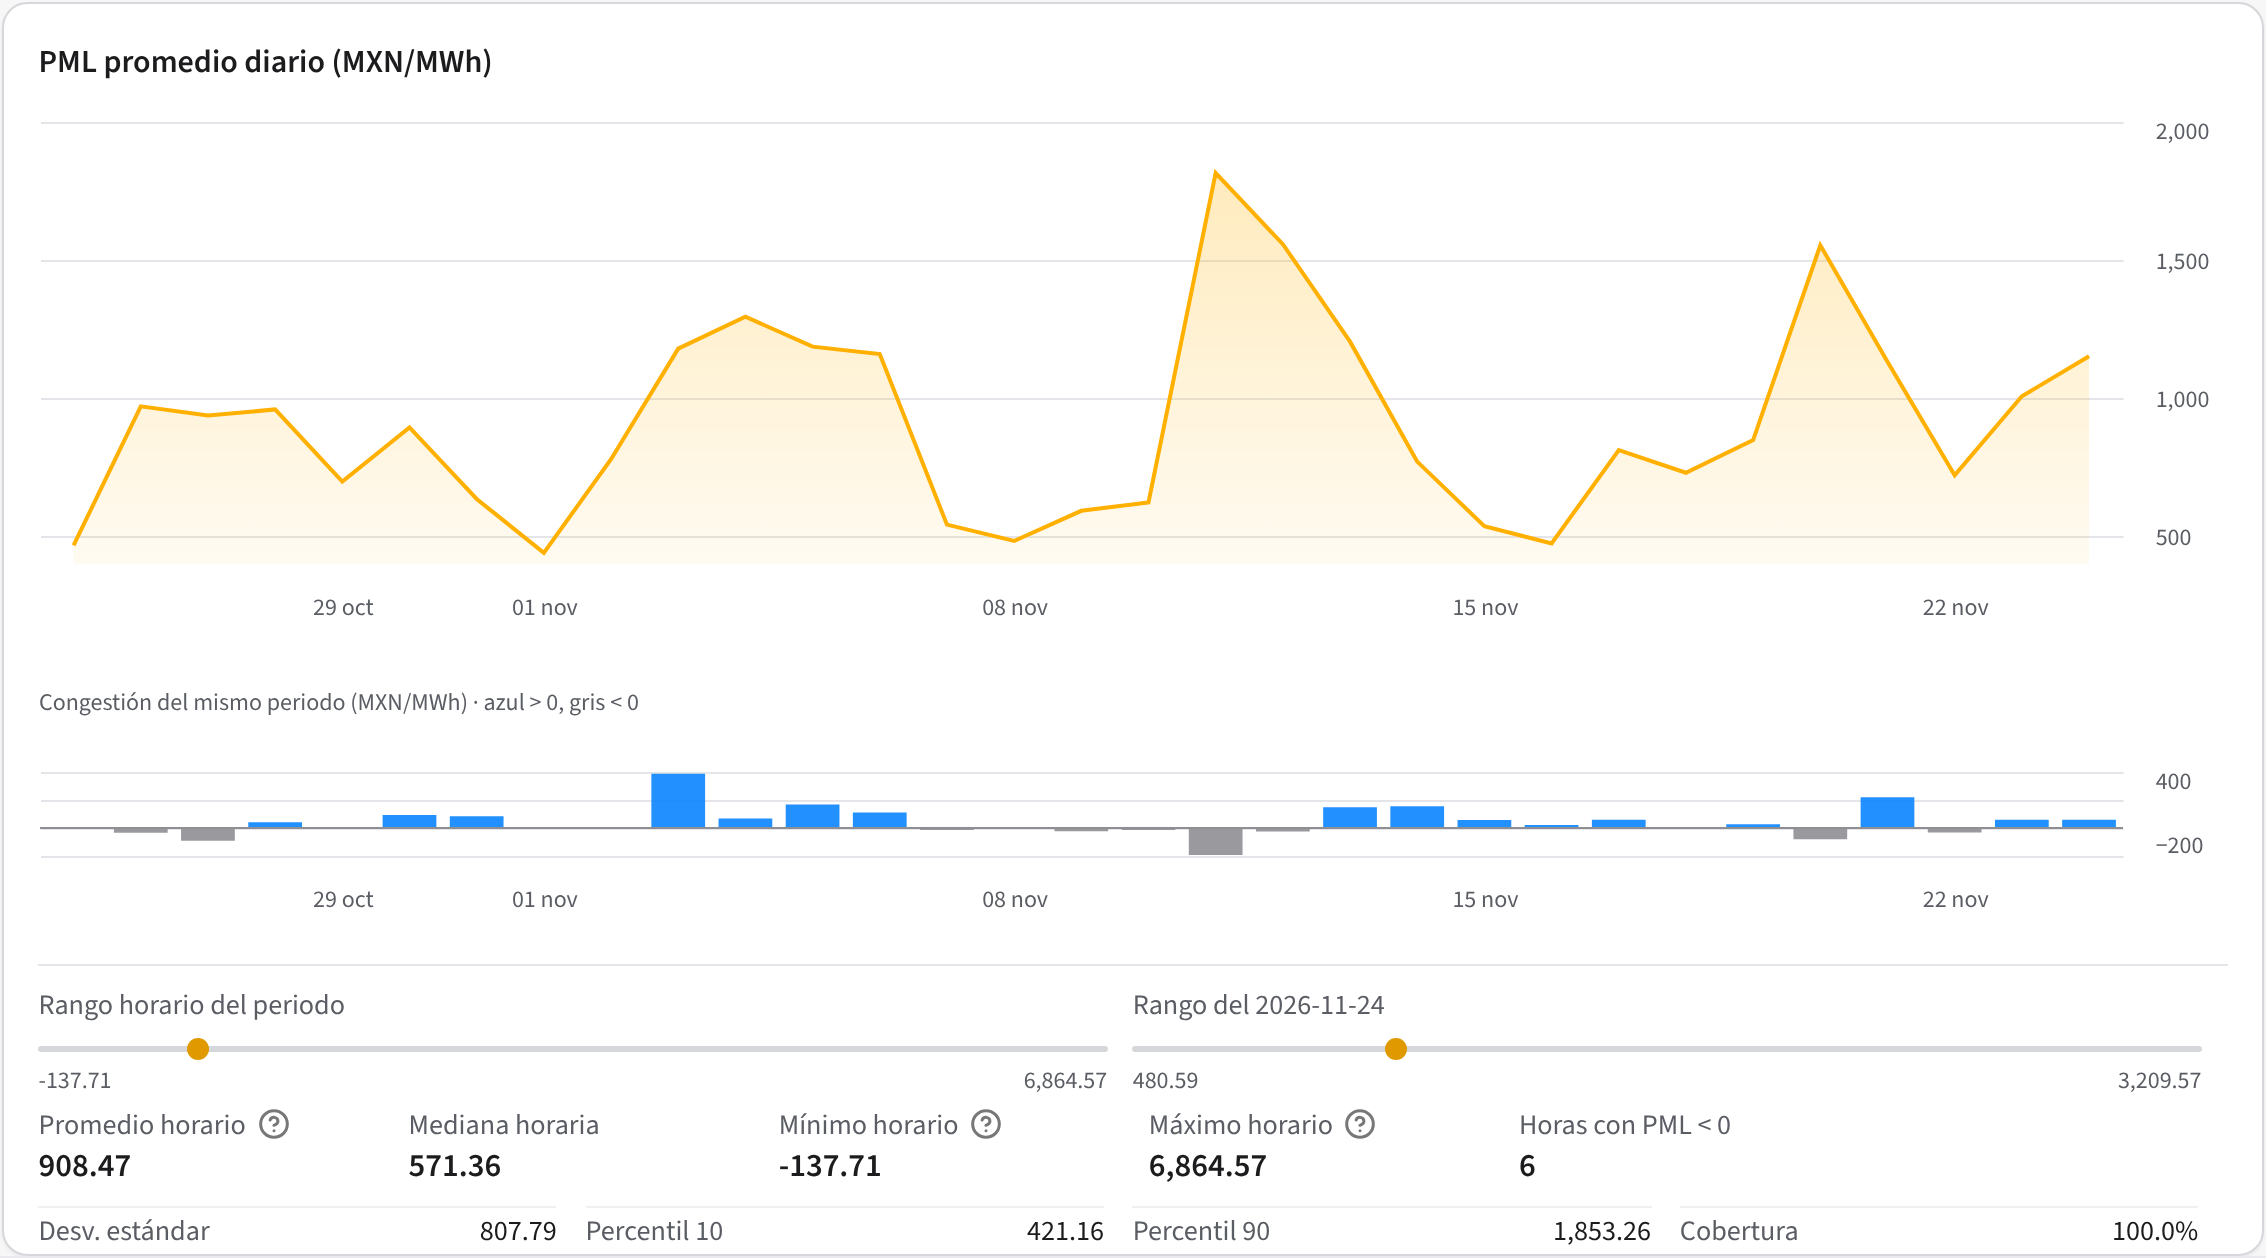 PML promedio diario (MXN/MWh)
2,000
1,500
1,000
500
29 oct 01 nov 08 nov 15 nov 22 nov
Congestión del mismo periodo (MXN/MWh) · azul > 0, gris < 0
400
−200
29 oct 01 nov 08 nov 15 nov 22 nov
Rango horario del periodo
-137.71 6,864.57
Rango del 2026-11-24
480.59 3,209.57
Promedio horario ?
908.47
Mediana horaria
571.36
Mínimo horario ?
-137.71
Máximo horario ?
6,864.57
Horas con PML < 0
6
Desv. estándar 807.79
Percentil 10 421.16
Percentil 90 1,853.26
Cobertura 100.0%